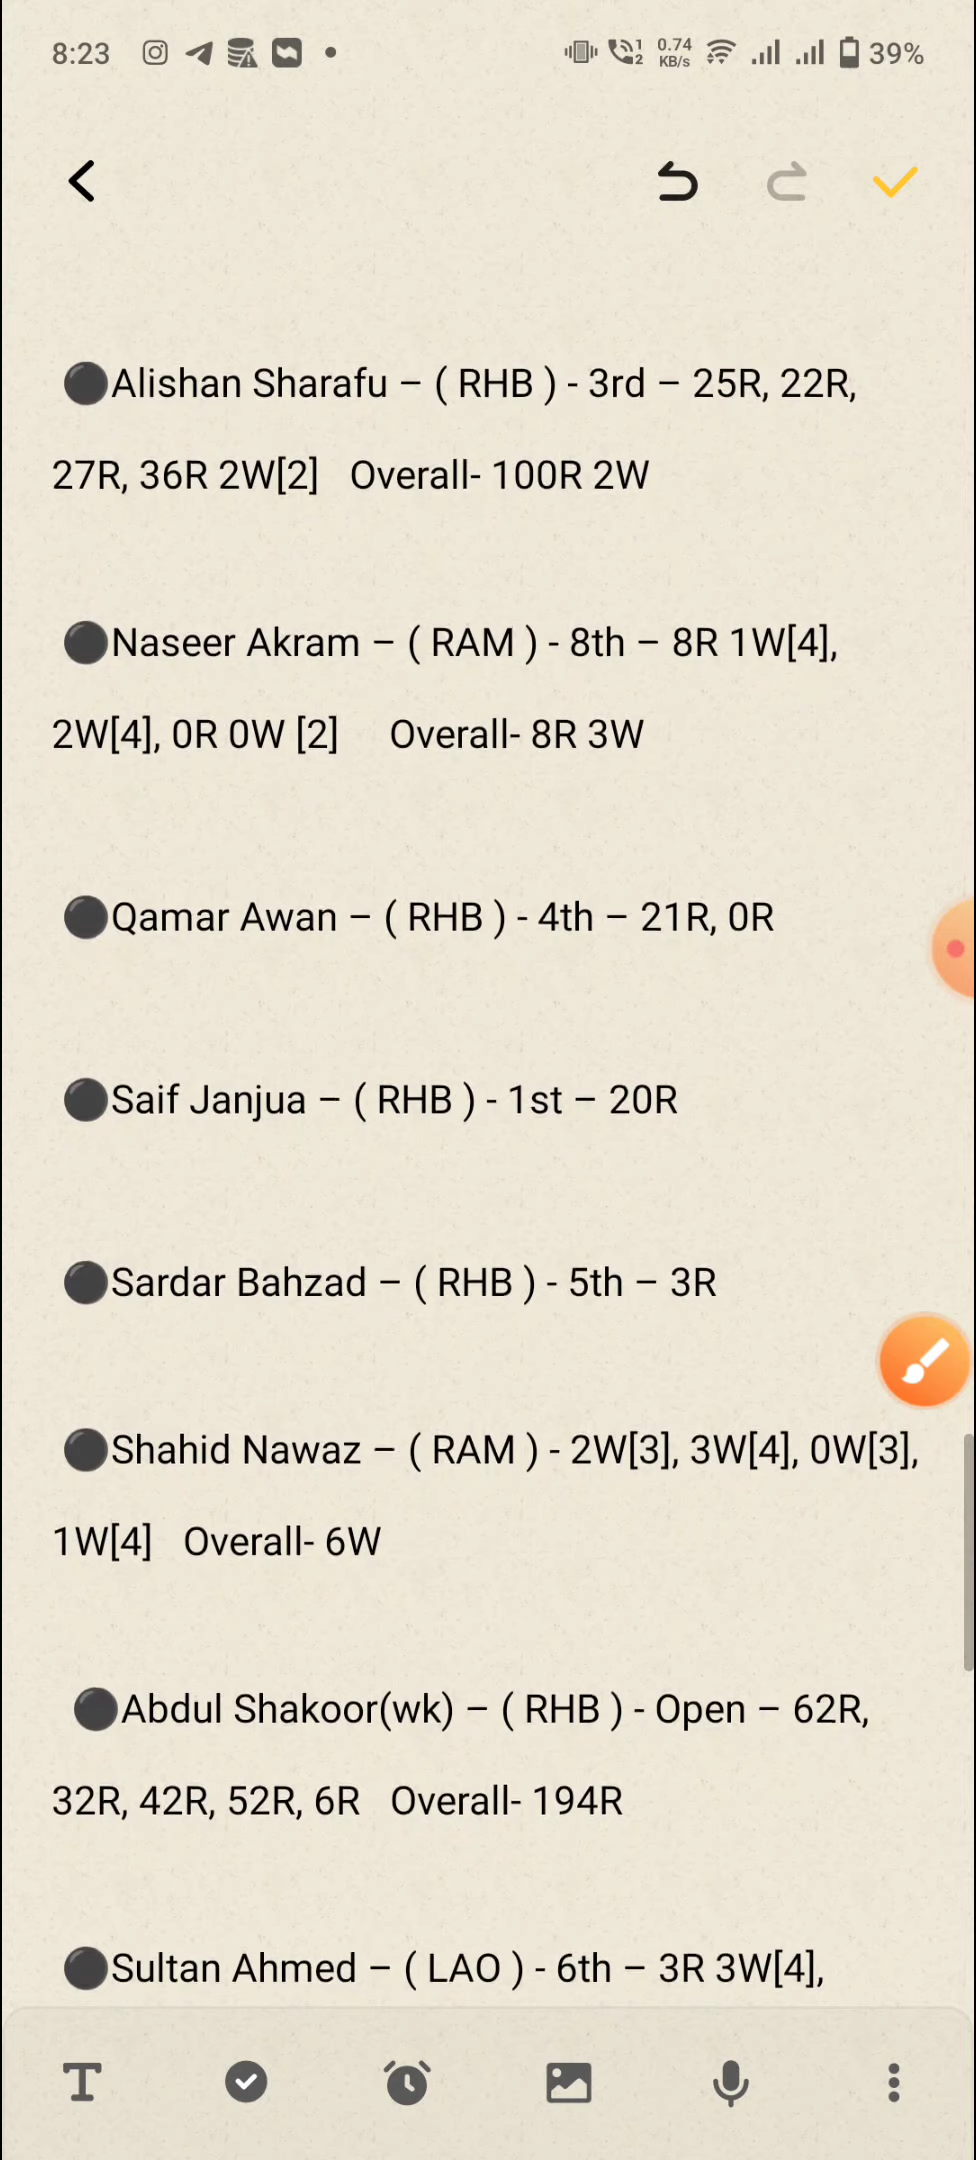 8:23
1
2
0.74
KB/s
39%
Alishan Sharafu – ( RHB ) - 3rd – 25R, 22R,
27R, 36R 2W[2] Overall- 100R 2W
Naseer Akram – ( RAM ) - 8th – 8R 1W[4],
2W[4], 0R 0W [2] Overall- 8R 3W
Qamar Awan – ( RHB ) - 4th – 21R, 0R
Saif Janjua – ( RHB ) - 1st – 20R
Sardar Bahzad – ( RHB ) - 5th – 3R
Shahid Nawaz – ( RAM ) - 2W[3], 3W[4], 0W[3],
1W[4] Overall- 6W
Abdul Shakoor(wk) – ( RHB ) - Open – 62R,
32R, 42R, 52R, 6R Overall- 194R
Sultan Ahmed – ( LAO ) - 6th – 3R 3W[4],
T